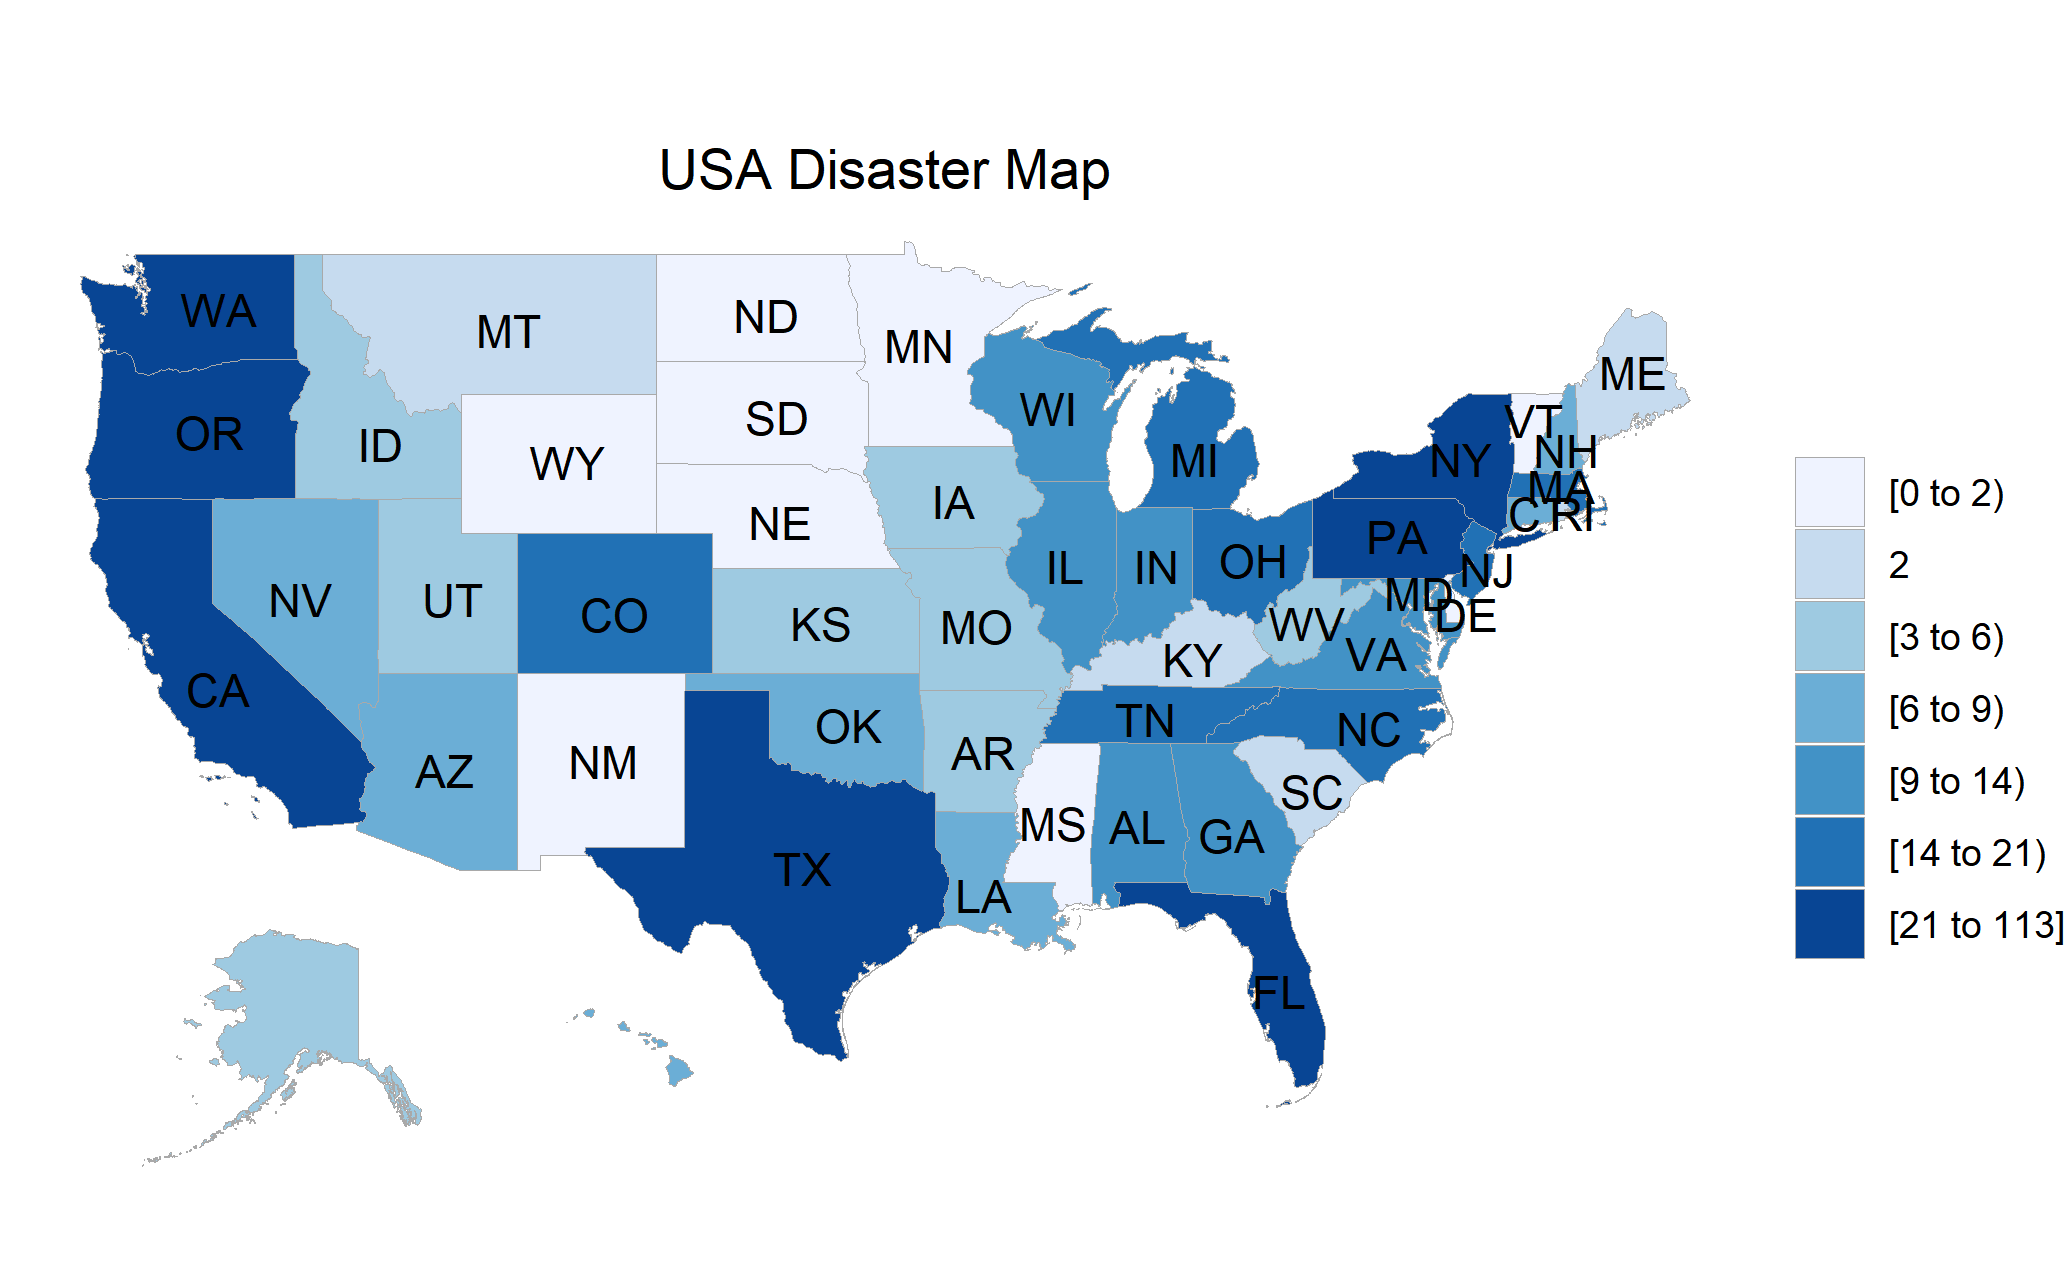 USA Disaster Map
WA
MT
ND
MN
ME
OR
ID
WY
SD
WI
MI
NY
VT
NH
MA
C
RI
NV
UT
CO
NE
IA
IL
IN
OH
PA
NJ
MD
DE
CA
AZ
NM
KS
MO
KY
WV
VA
OK
AR
TN
NC
TX
LA
MS
AL
GA
SC
FL
[0 to 2)
2
[3 to 6)
[6 to 9)
[9 to 14)
[14 to 21)
[21 to 113]